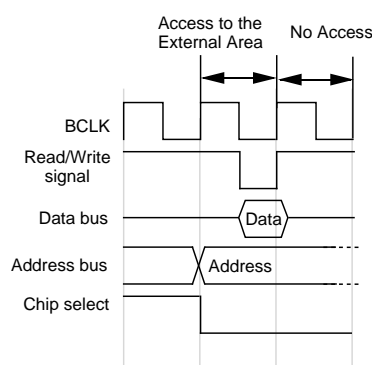 Access to the
External Area
No Access
BCLK
Read/Write
signal
Data bus
Data
Address bus
Address
Chip select